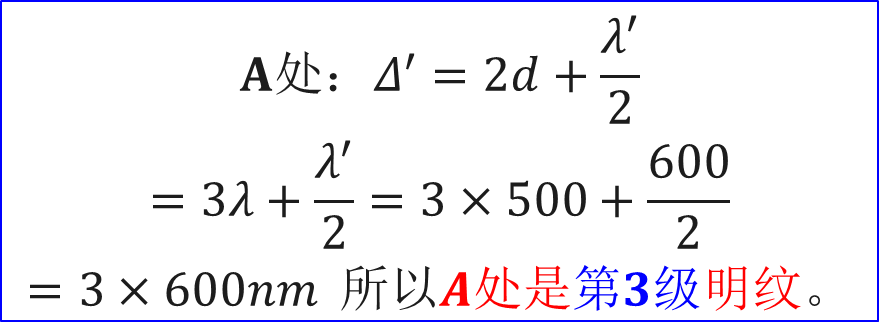 A处：Δ′ = 2d + λ′/2
= 3λ + λ′/2 = 3 × 500 + 600/2
= 3 × 600nm 所以A处是第3级明纹。